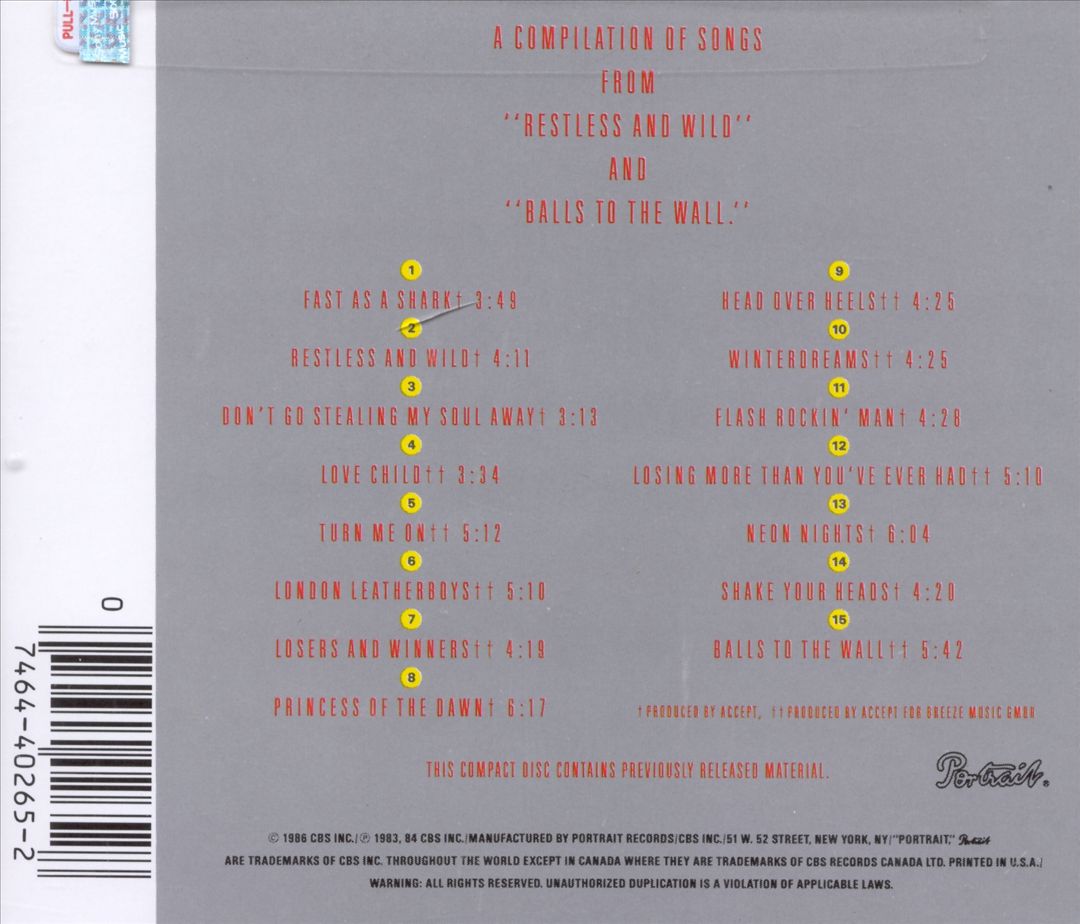 PULL—
MUSIC SX
A COMPILATION OF SONGS
FROM
‘‘RESTLESS AND WILD’’
AND
‘‘BALLS TO THE WALL.’’
1
FAST AS A SHARK† 3:49
2
RESTLESS AND WILD† 4:11
3
DON'T GO STEALING MY SOUL AWAY† 3:13
4
LOVE CHILD†† 3:34
5
TURN ME ON†† 5:12
6
LONDON LEATHERBOYS†† 5:10
7
LOSERS AND WINNERS†† 4:19
8
PRINCESS OF THE DAWN† 6:17
9
HEAD OVER HEELS†† 4:25
10
WINTERDREAMS†† 4:25
11
FLASH ROCKIN' MAN† 4:28
12
LOSING MORE THAN YOU'VE EVER HAD†† 5:10
13
NEON NIGHTS† 6:04
14
SHAKE YOUR HEADS† 4:20
15
BALLS TO THE WALL†† 5:42
† PRODUCED BY ACCEPT, †† PRODUCED BY ACCEPT FOR BREEZE MUSIC GMBH
THIS COMPACT DISC CONTAINS PREVIOUSLY RELEASED MATERIAL.
Portrait®
© 1986 CBS INC./℗ 1983, 84 CBS INC./MANUFACTURED BY PORTRAIT RECORDS/CBS INC./51 W. 52 STREET, NEW YORK, NY/"PORTRAIT," Portrait
ARE TRADEMARKS OF CBS INC. THROUGHOUT THE WORLD EXCEPT IN CANADA WHERE THEY ARE TRADEMARKS OF CBS RECORDS CANADA LTD. PRINTED IN U.S.A./
WARNING: ALL RIGHTS RESERVED. UNAUTHORIZED DUPLICATION IS A VIOLATION OF APPLICABLE LAWS.
0
7464-40265-2